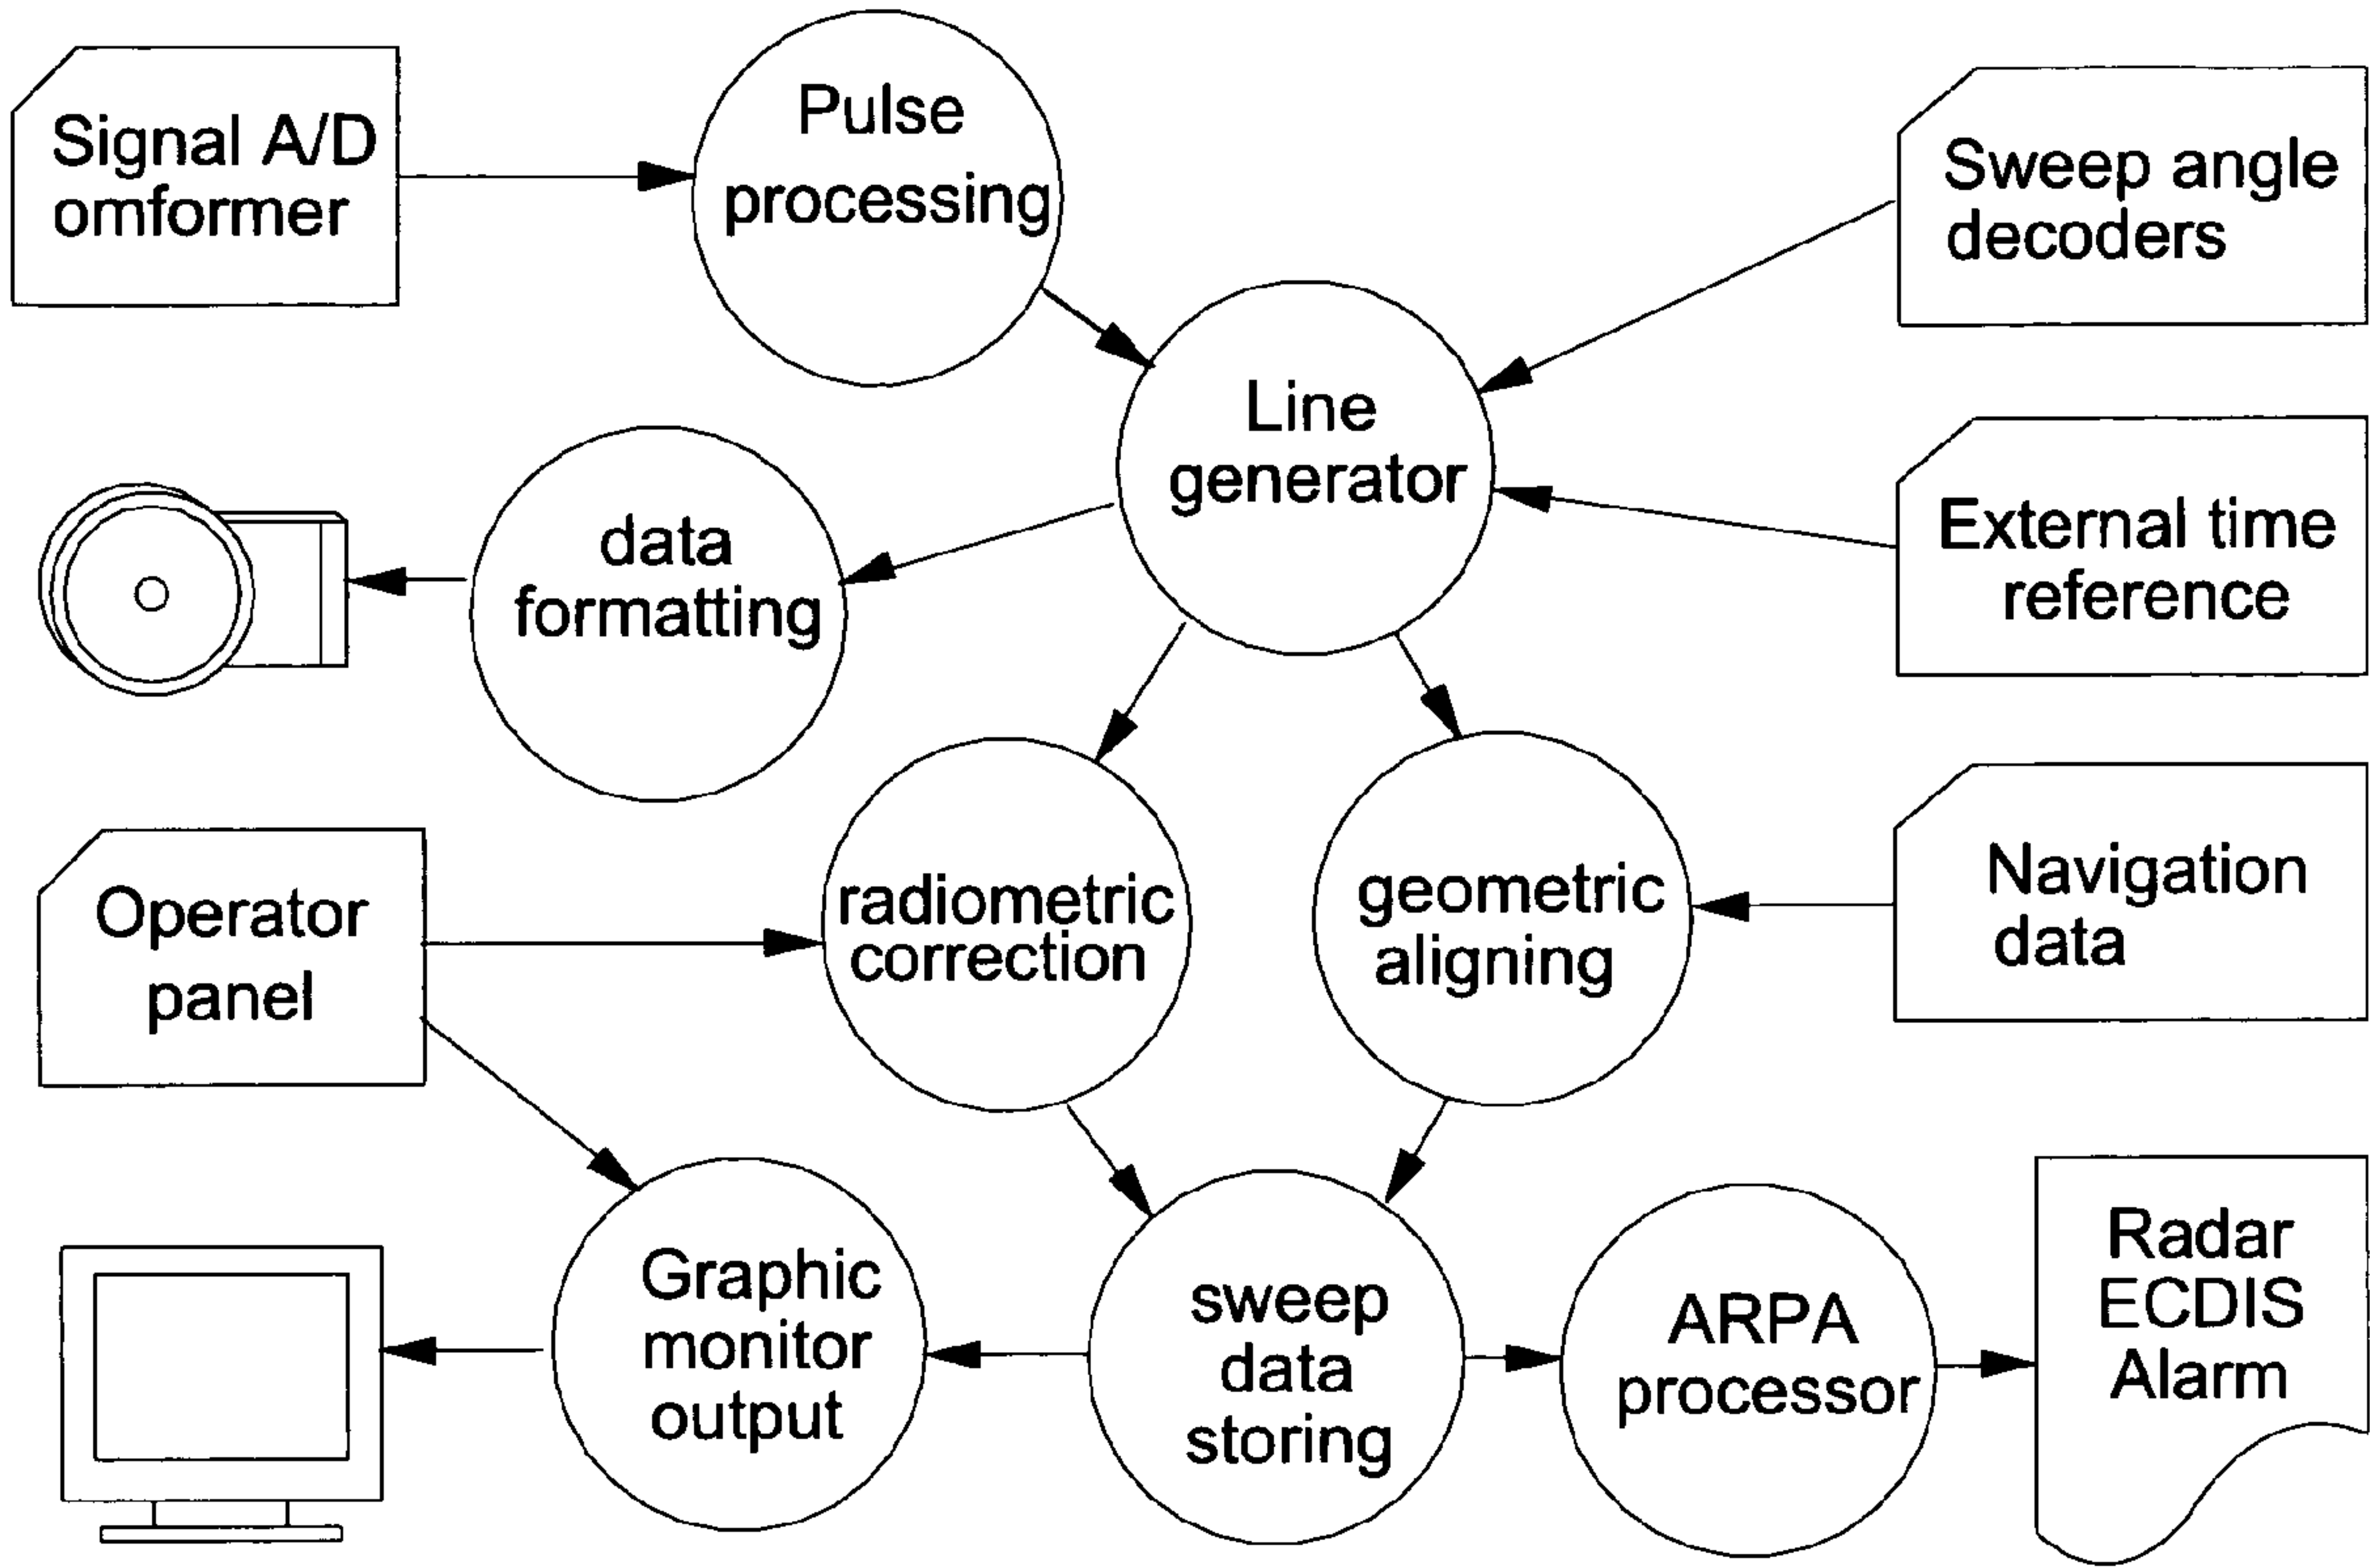 Signal A/D
omformer
Pulse
processing
Sweep angle
decoders
Line
generator
External time
reference
data
formatting
Operator
panel
radiometric
correction
geometric
aligning
Navigation
data
Graphic
monitor
output
sweep
data
storing
ARPA
processor
Radar
ECDIS
Alarm